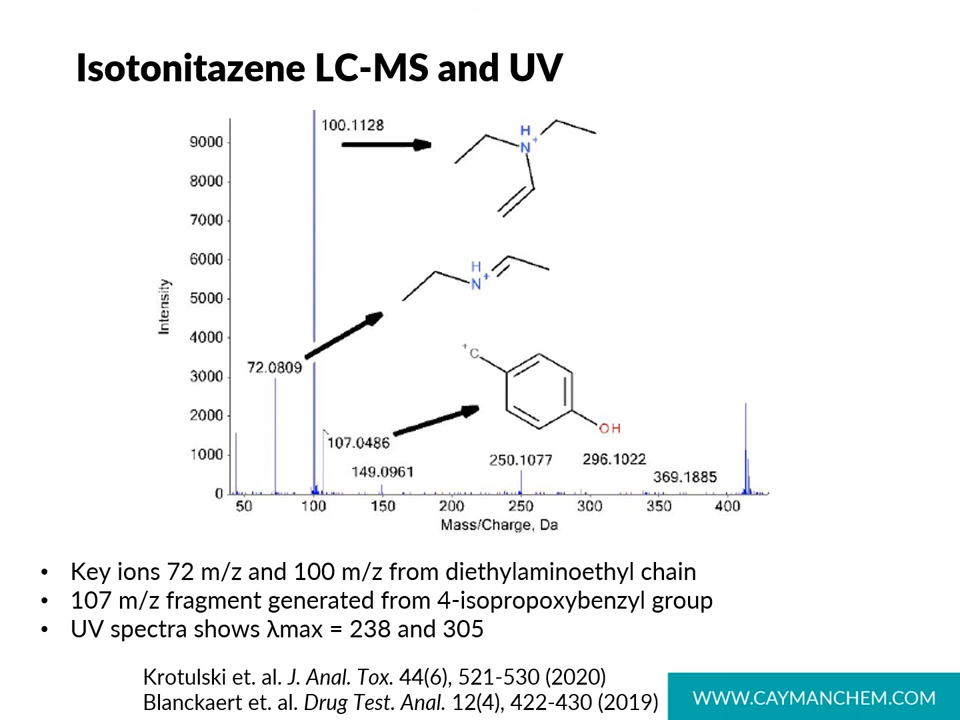 Isotonitazene LC-MS and UV
100.1128
9000
8000
7000
6000
5000
4000
3000
2000
1000
0
Intensity
H
N+
H
N+
72.0809
+C
OH
107.0486
149.0961
250.1077
296.1022
369.1885
50 100 150 200 250 300 350 400
Mass/Charge, Da
• Key ions 72 m/z and 100 m/z from diethylaminoethyl chain
• 107 m/z fragment generated from 4-isopropoxybenzyl group
• UV spectra shows λmax = 238 and 305
Krotulski et. al. J. Anal. Tox. 44(6), 521-530 (2020)
Blanckaert et. al. Drug Test. Anal. 12(4), 422-430 (2019)
WWW.CAYMANCHEM.COM